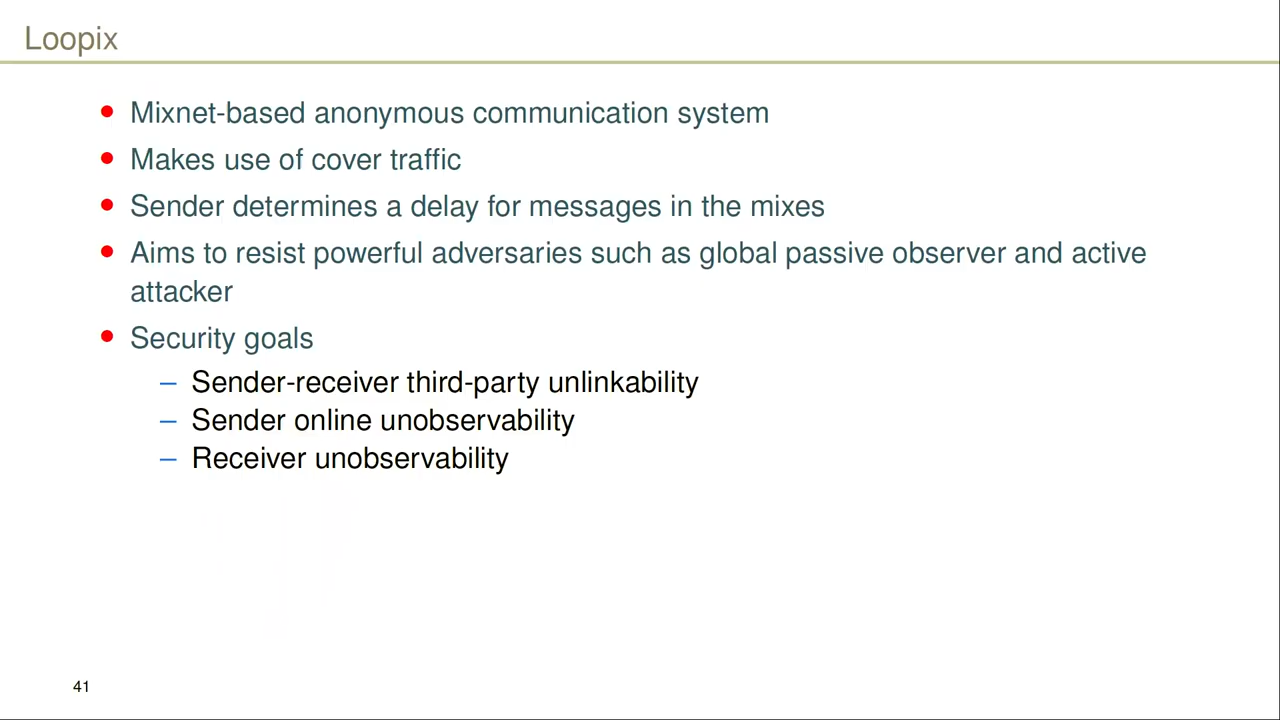 Loopix
• Mixnet-based anonymous communication system
• Makes use of cover traffic
• Sender determines a delay for messages in the mixes
• Aims to resist powerful adversaries such as global passive observer and active
attacker
• Security goals
– Sender-receiver third-party unlinkability
– Sender online unobservability
– Receiver unobservability
41